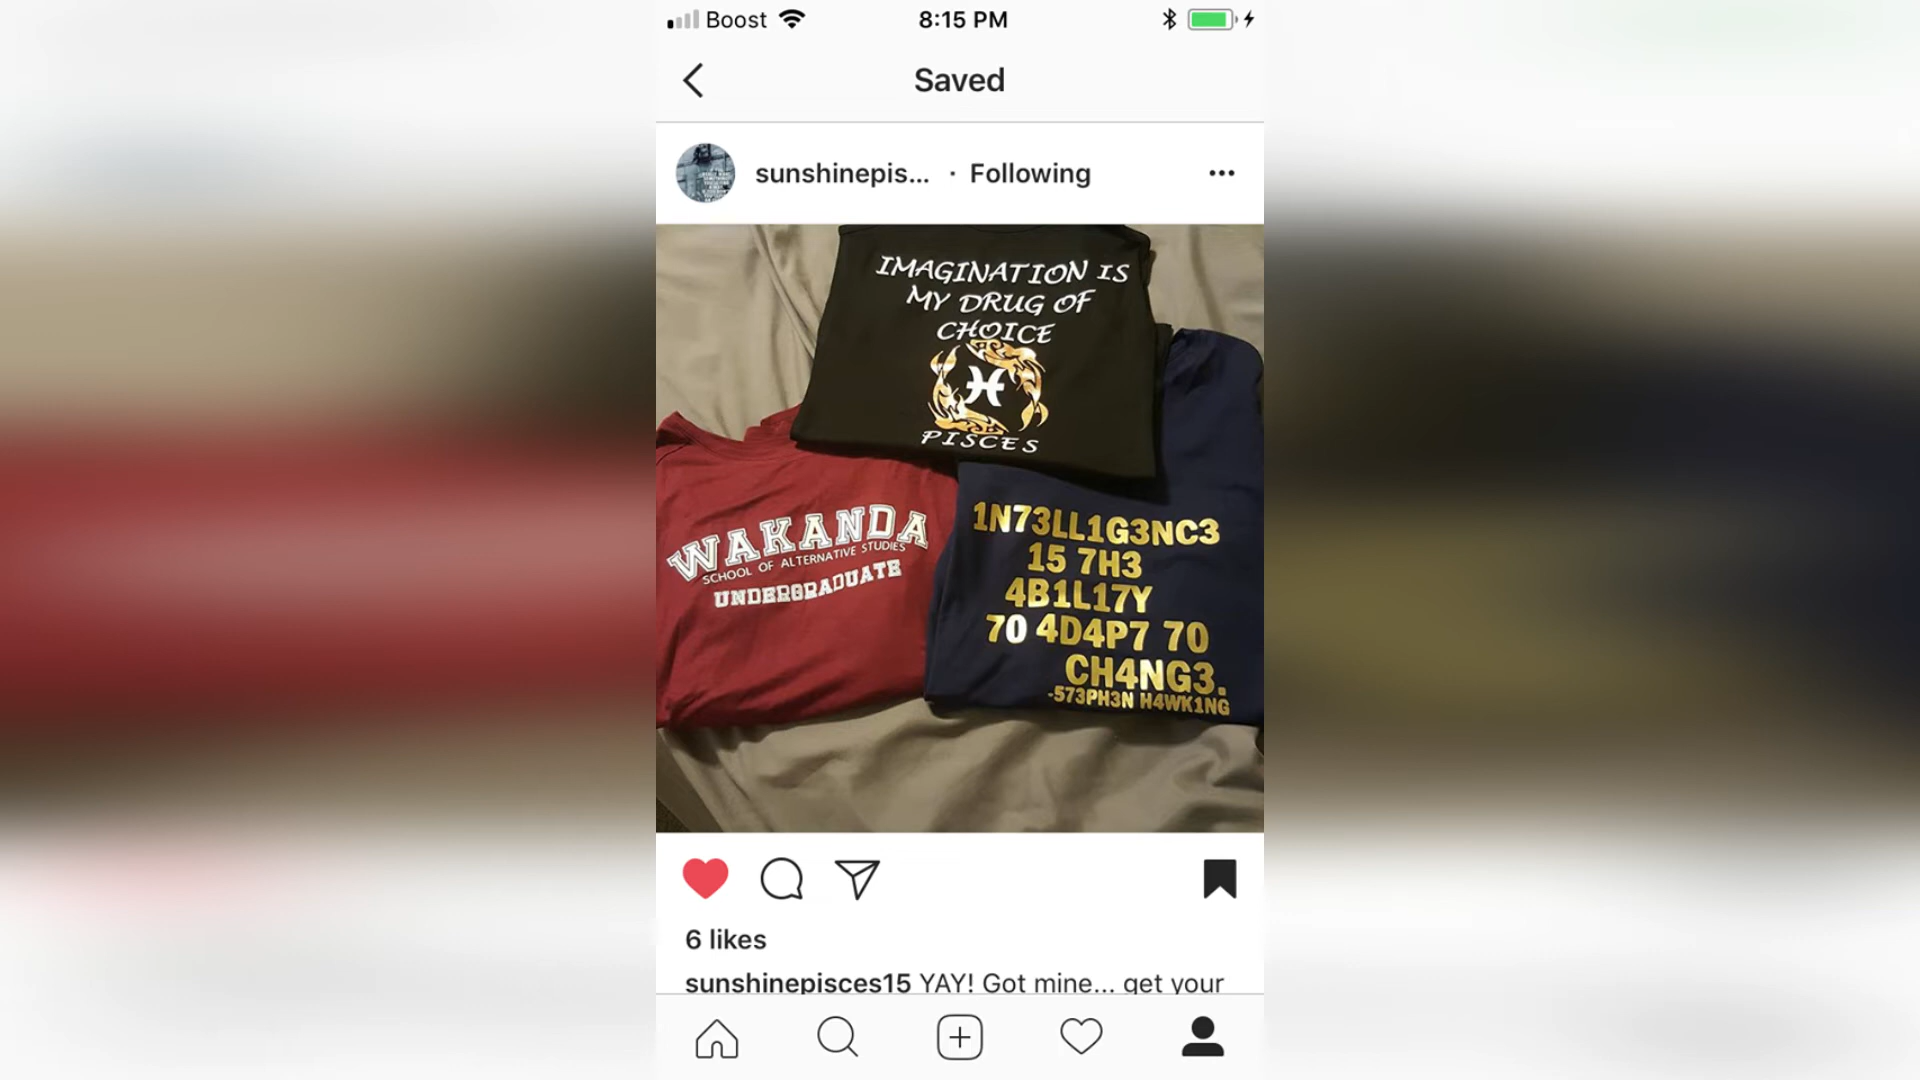 Boost 8:15 PM
Saved
sunshinepis... · Following
IMAGINATION IS
MY DRUG OF
CHOICE
PISCES
WAKANDA
SCHOOL OF ALTERNATIVE STUDIES
UNDERGRADUATE
1N73LL1G3NC3
15 7H3
4B1L17Y
70 4D4P7 70
CH4NG3.
-573PH3N H4WK1NG
6 likes
sunshinepisces15 YAY! Got mine... get your